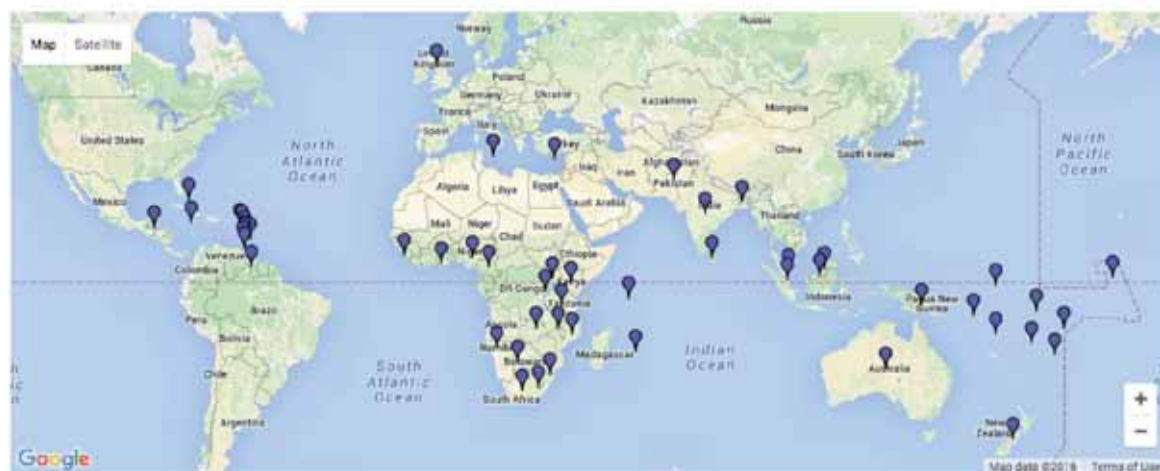 Map Satellite
Norway
Russia
Canada
United Kingdom
Poland
Germany
Ukraine
France
Kazakhstan
Mongolia
Italy
Spain
United States
North
Atlantic
Ocean
Turkey
China
Japan
South Korea
North
Pacific
Ocean
Iraq
Iran
Afghanistan
Pakistan
Algeria
Libya
Egypt
Saudi Arabia
Mexico
Mali
Niger
Sudan
Chad
India
Thailand
Ethiopia
Venezuela
Colombia
DR Congo
Kenya
Tanzania
Indonesia
Papua New
Guinea
Brazil
Peru
Angola
Bolivia
Namibia
Botswana
Madagascar
Indian
Ocean
Australia
Chile
South
Atlantic
Ocean
South Africa
Argentina
New
Zealand
+
−
Google
Map data ©2016 Terms of Use